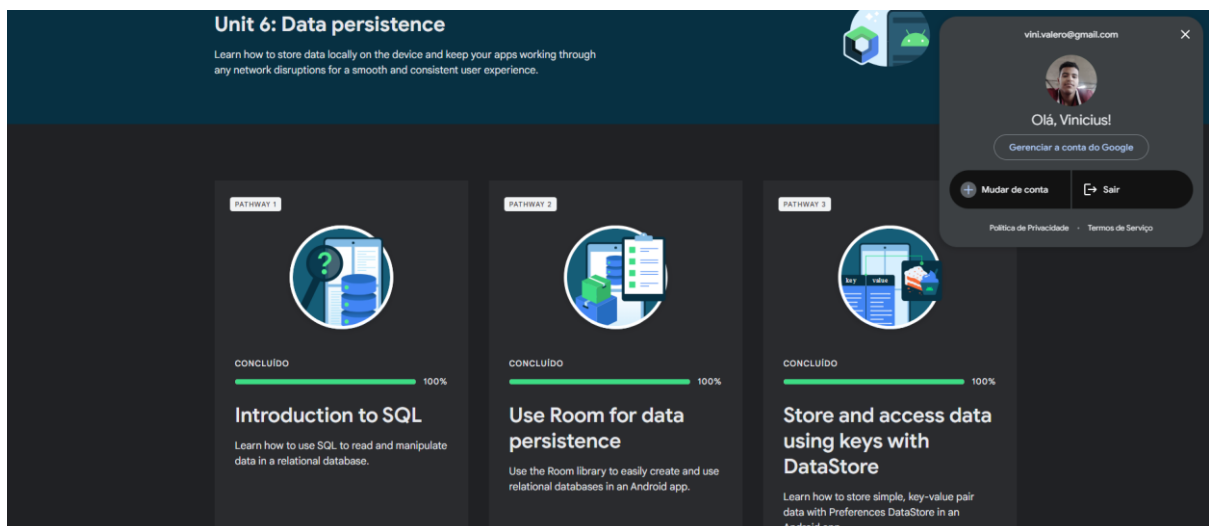 Unit 6: Data persistence
Learn how to store data locally on the device and keep your apps working through
any network disruptions for a smooth and consistent user experience.
vini.valero@gmail.com
Olá, Vinicius!
Gerenciar a conta do Google
Mudar de conta
Sair
Política de Privacidade · Termos de Serviço
PATHWAY 1
CONCLUÍDO
100%
Introduction to SQL
Learn how to use SQL to read and manipulate
data in a relational database.
PATHWAY 2
CONCLUÍDO
100%
Use Room for data
persistence
Use the Room library to easily create and use
relational databases in an Android app.
PATHWAY 3
?
key value
CONCLUÍDO
100%
Store and access data
using keys with
DataStore
Learn how to store simple, key-value pair
data with Preferences DataStore in an
Android app.